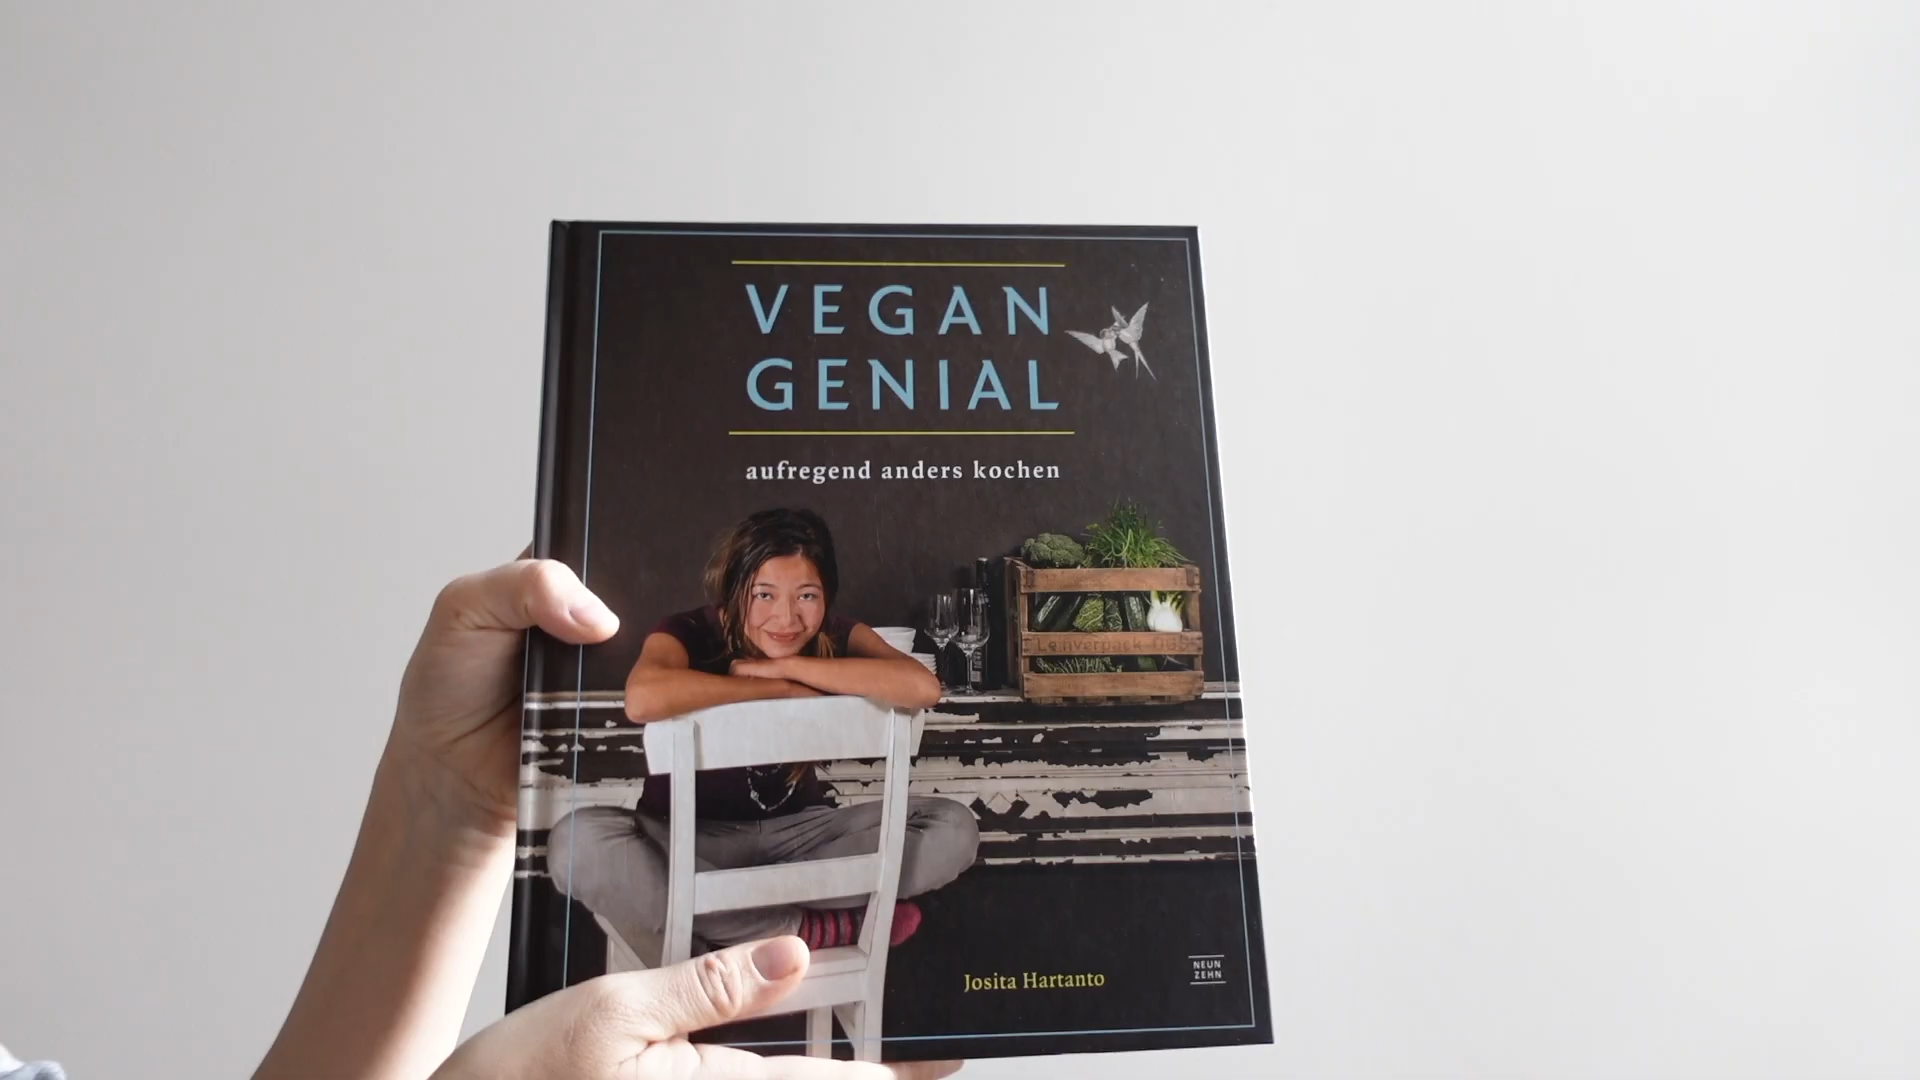 VEGAN
GENIAL
aufregend anders kochen
Josita Hartanto
NEUN
ZEHN